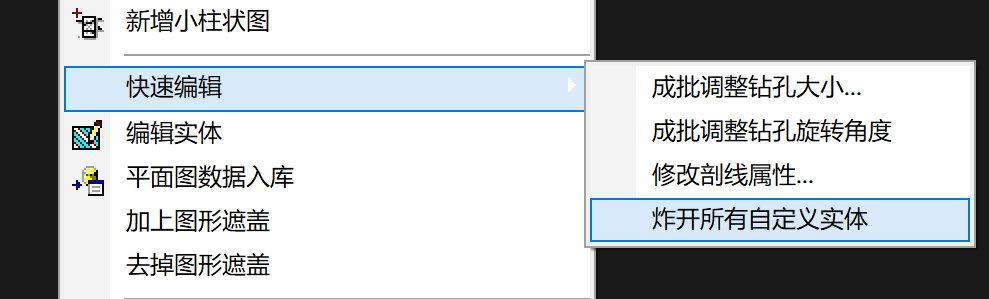 新增小柱状图
快速编辑
编辑实体
平面图数据入库
加上图形遮盖
去掉图形遮盖
成批调整钻孔大小...
成批调整钻孔旋转角度
修改剖线属性...
炸开所有自定义实体